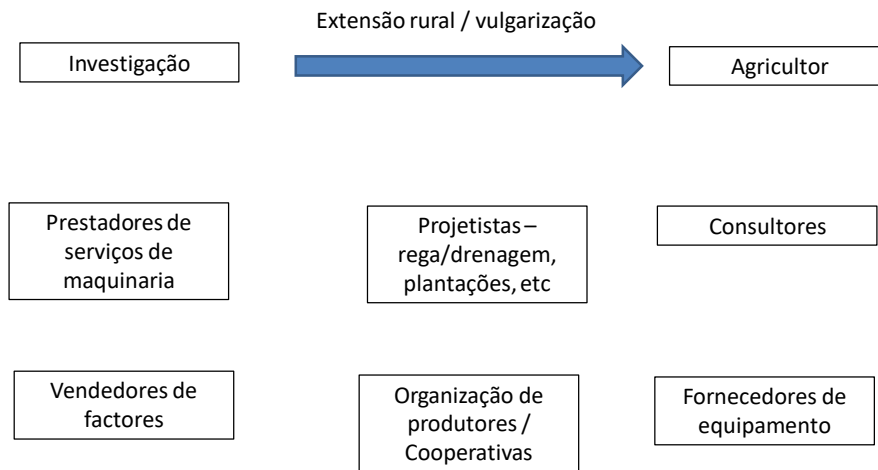 Extensão rural / vulgarização
Investigação
Agricultor
Prestadores de
serviços de
maquinaria
Projetistas –
rega/drenagem,
plantações, etc
Consultores
Vendedores de
factores
Organização de
produtores /
Cooperativas
Fornecedores de
equipamento